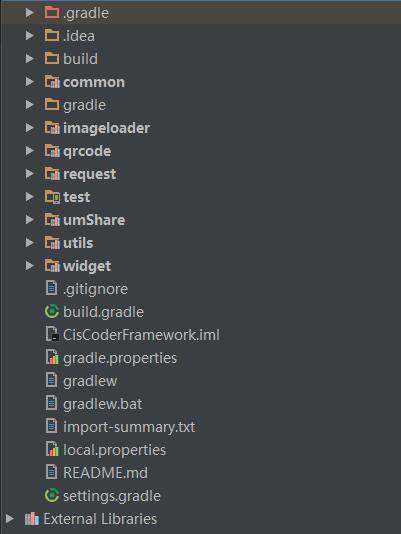 .gradle
.idea
build
common
gradle
imageloader
qrcode
request
test
umShare
utils
widget
.gitignore
build.gradle
CisCoderFramework.iml
gradle.properties
gradlew
gradlew.bat
import-summary.txt
local.properties
README.md
settings.gradle
External Libraries